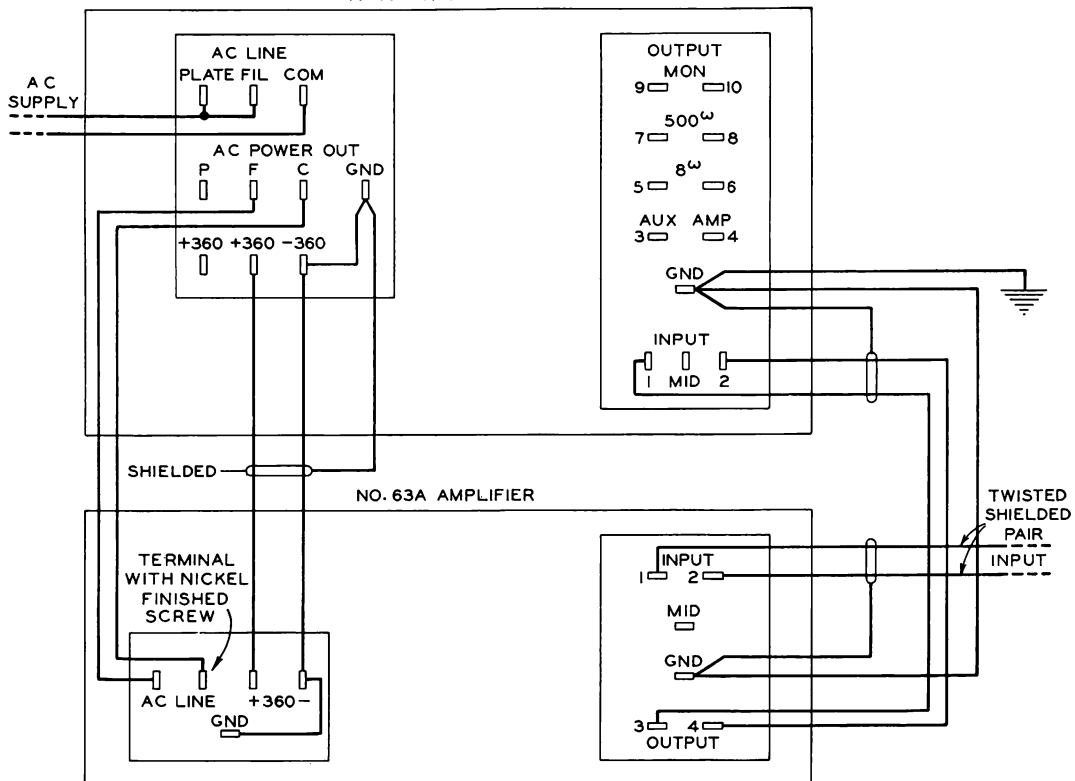 AC LINE
PLATE FIL COM
AC
SUPPLY
AC POWER OUT
P F C GND
+360 +360 -360
OUTPUT
MON
9 10
500ω
7 8
8ω
5 6
AUX AMP
3 4
GND
INPUT
1 MID 2
SHIELDED
NO. 63A AMPLIFIER
TWISTED
SHIELDED
PAIR
INPUT
TERMINAL
WITH NICKEL
FINISHED
SCREW
AC LINE +360-
GND
INPUT
1 2
MID
GND
3 4
OUTPUT